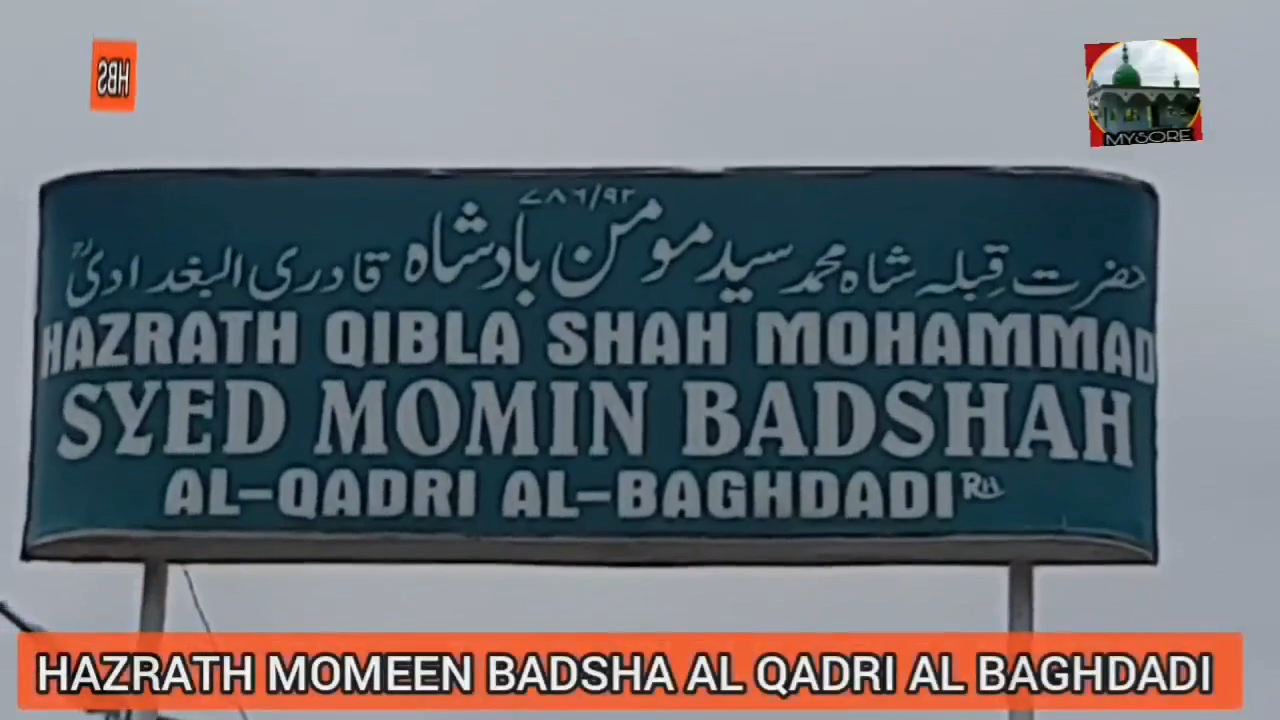 HBS
MYSORE
۷۸۶/۹۲
حضرت قبلہ شاہ محمد سید مومن بادشاہ قادری البغدادیؒ
HAZRATH QIBLA SHAH MOHAMMAD
SYED MOMIN BADSHAH
AL-QADRI AL-BAGHDADI RH
HAZRATH MOMEEN BADSHA AL QADRI AL BAGHDADI